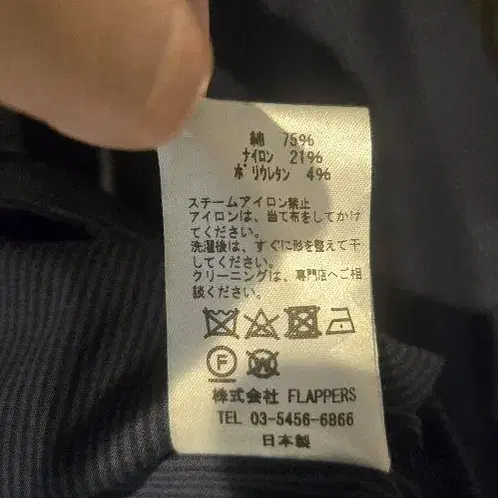 綿 75%
ナイロン 21%
ポリウレタン 4%
スチームアイロン禁止
アイロンは、当て布をしてかけ
てください。
洗濯後は、すぐに形を整えて干
してください。
クリーニングは、専門店へご相
談ください。
F
W
株式会社 FLAPPERS
TEL 03-5456-6866
日本製